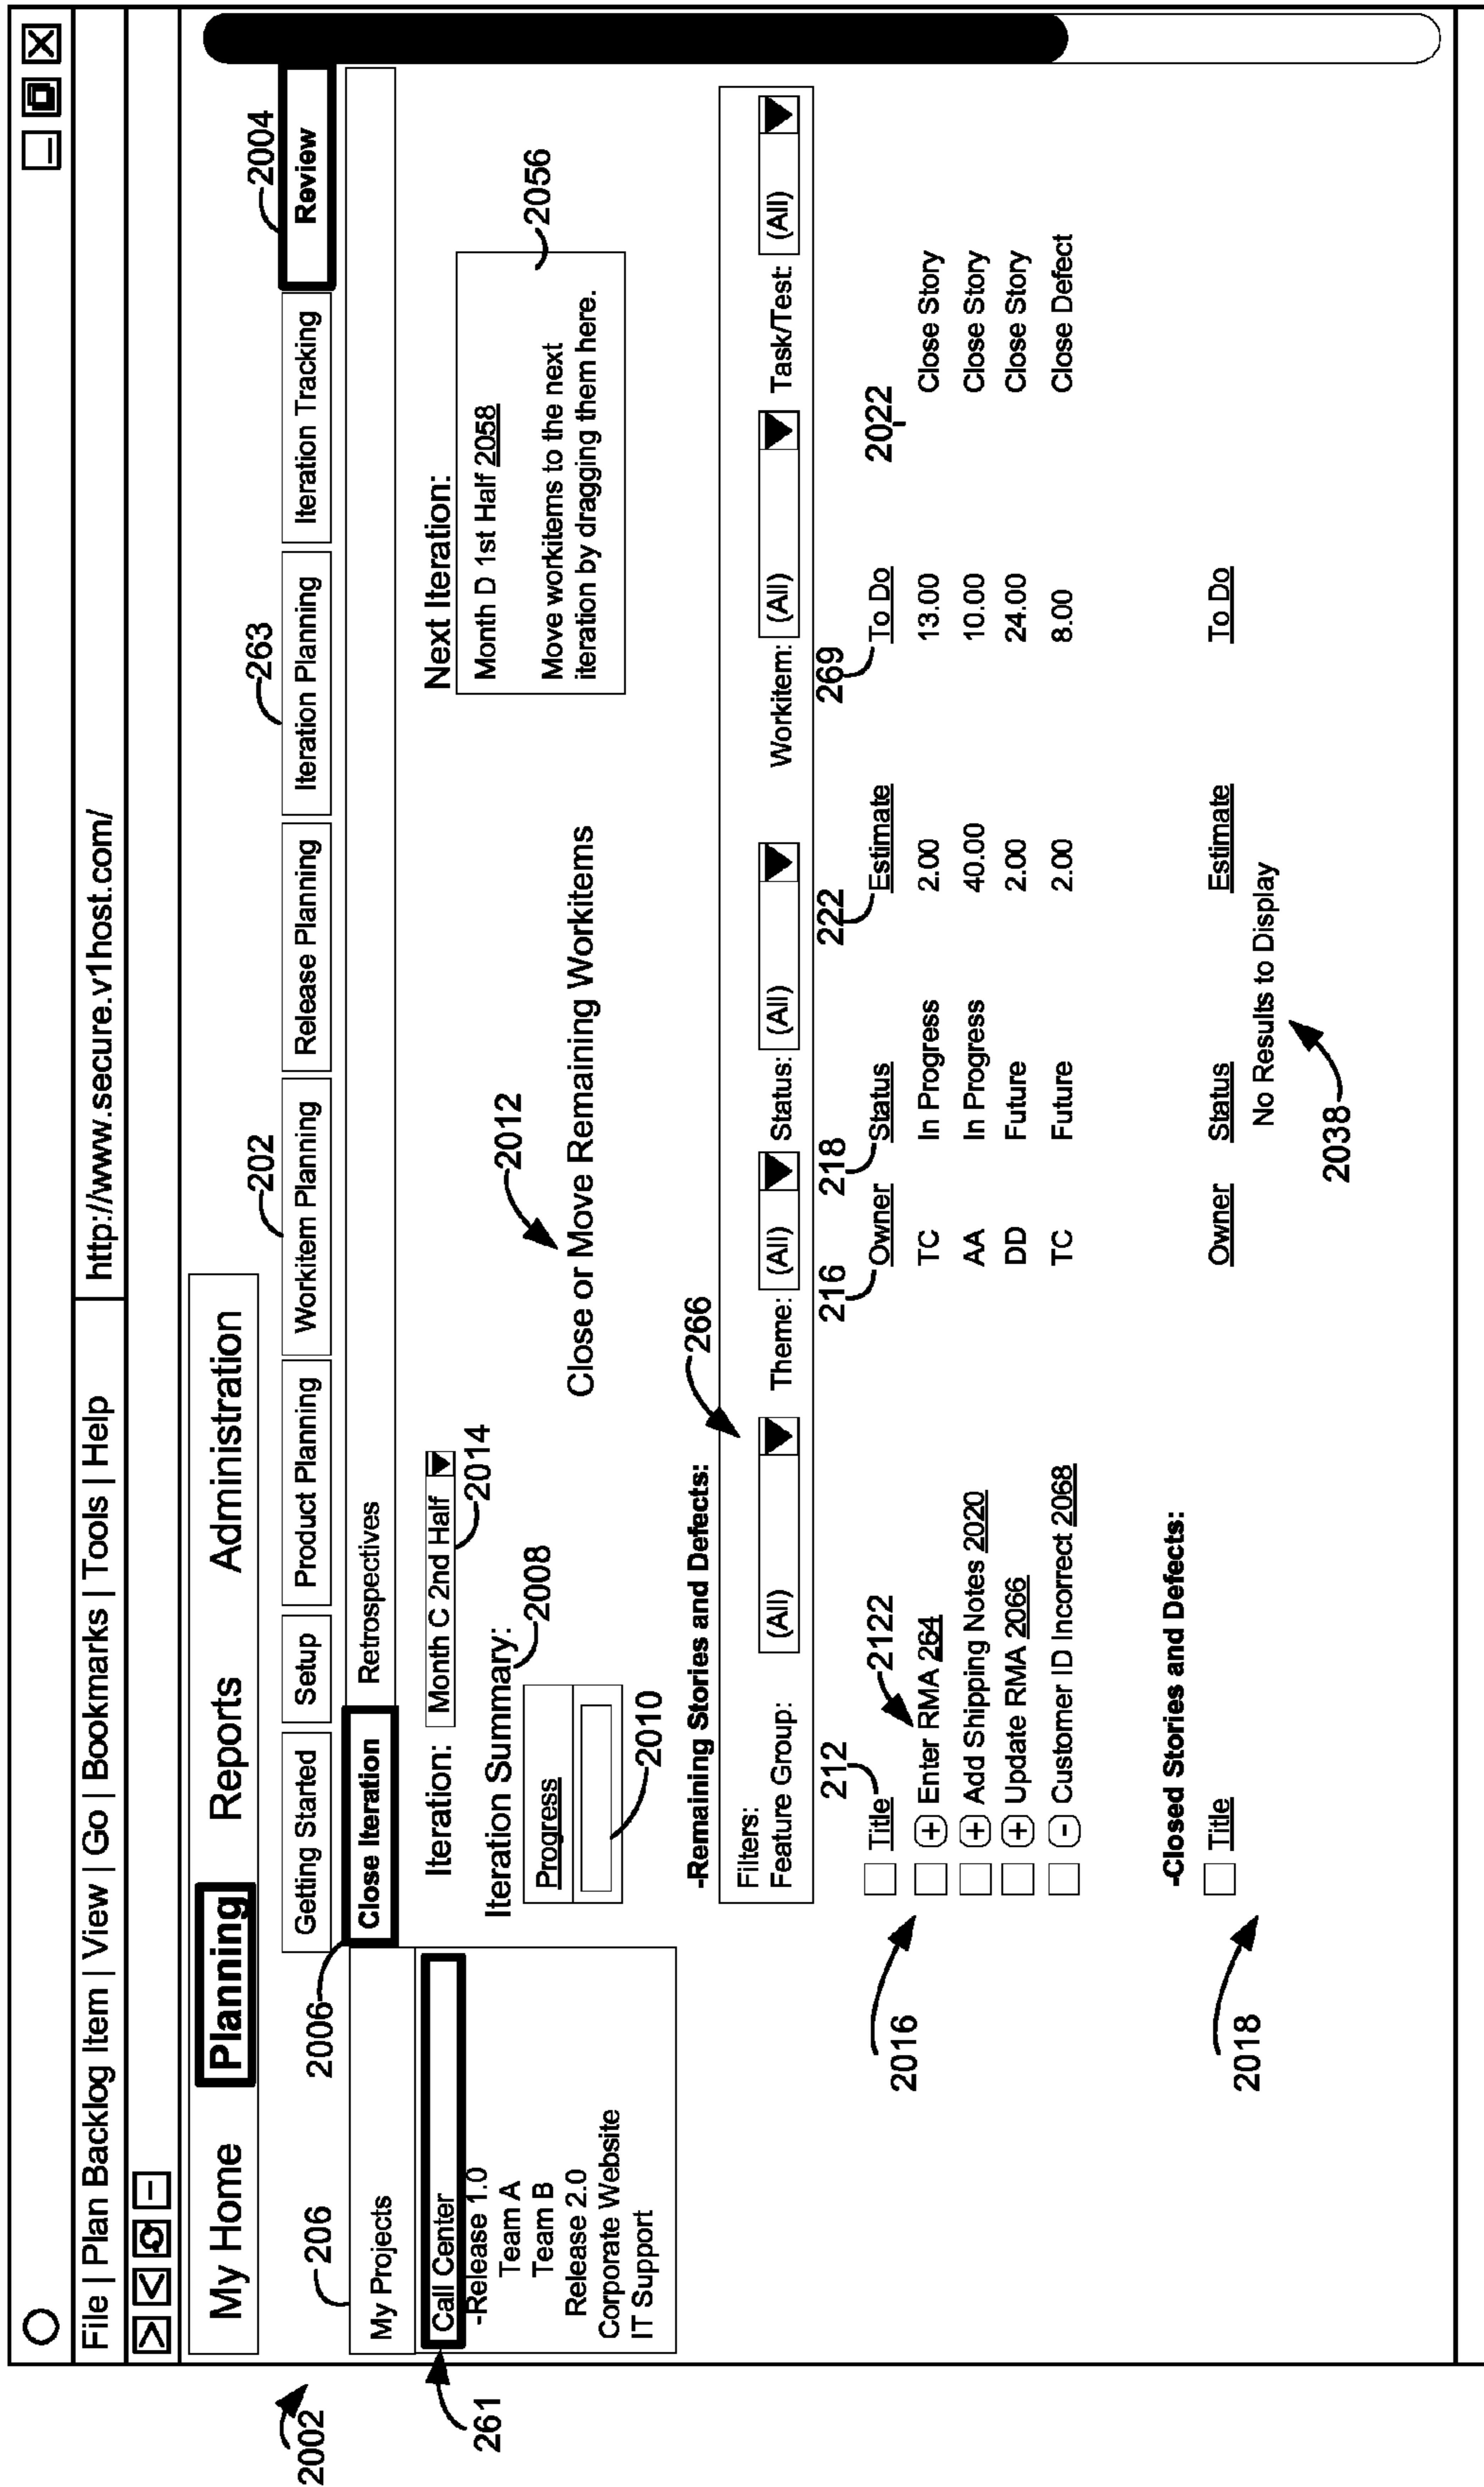 File | Plan Backlog Item | View | Go | Bookmarks | Tools | Help http://www.secure.v1host.com/
My Home Planning Reports Administration
2002
206 2006 202 263 2004
Getting Started Setup Product Planning Workitem Planning Release Planning Iteration Planning Iteration Tracking Review
My Projects Close Iteration Retrospectives
261
Call Center
-Release 1.0
Team A
Team B
Release 2.0
Corporate Website
IT Support
Iteration: Month C 2nd Half
2014
Next Iteration:
Month D 1st Half 2058
Move workitems to the next
iteration by dragging them here.
2056
Iteration Summary:
2008
Progress
2010
2012
Close or Move Remaining Workitems
-Remaining Stories and Defects:
266
Filters:
Feature Group: (All) Theme: (All) Status: (All) Workitem: (All) Task/Test: (All)
212 2122 216 218 222 269 2022
Title Owner Status Estimate To Do
2016
+ Enter RMA 264 TC In Progress 2.00 13.00 Close Story
+ Add Shipping Notes 2020 AA In Progress 40.00 10.00 Close Story
+ Update RMA 2066 DD Future 2.00 24.00 Close Story
- Customer ID Incorrect 2068 TC Future 2.00 8.00 Close Defect
-Closed Stories and Defects:
Title Owner Status Estimate To Do
2018
No Results to Display
2038